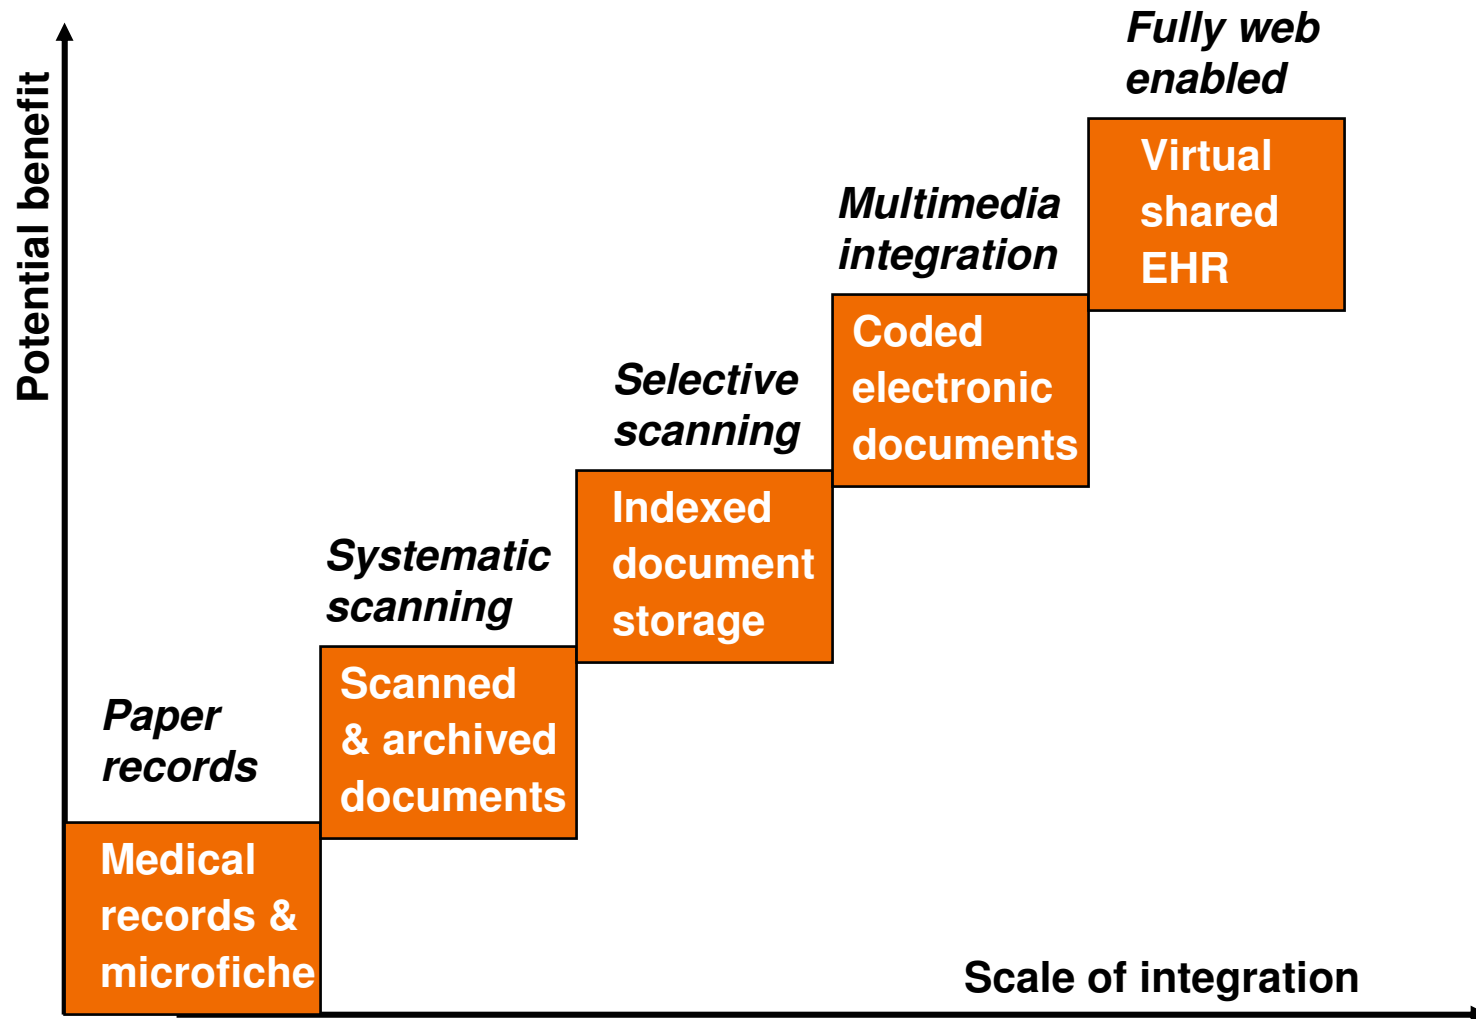 Fully web
enabled
Virtual
shared
EHR
Multimedia
integration
Coded
electronic
documents
Selective
scanning
Indexed
document
storage
Systematic
scanning
Scanned
& archived
documents
Paper
records
Medical
records &
microfiche
Potential benefit
Scale of integration